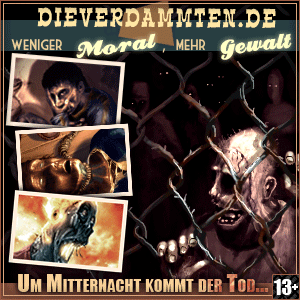 DIEVERDAMMTEN.DE
WENIGER Moral, MEHR Gewalt
UM MITTERNACHT KOMMT DER TOD...
13+